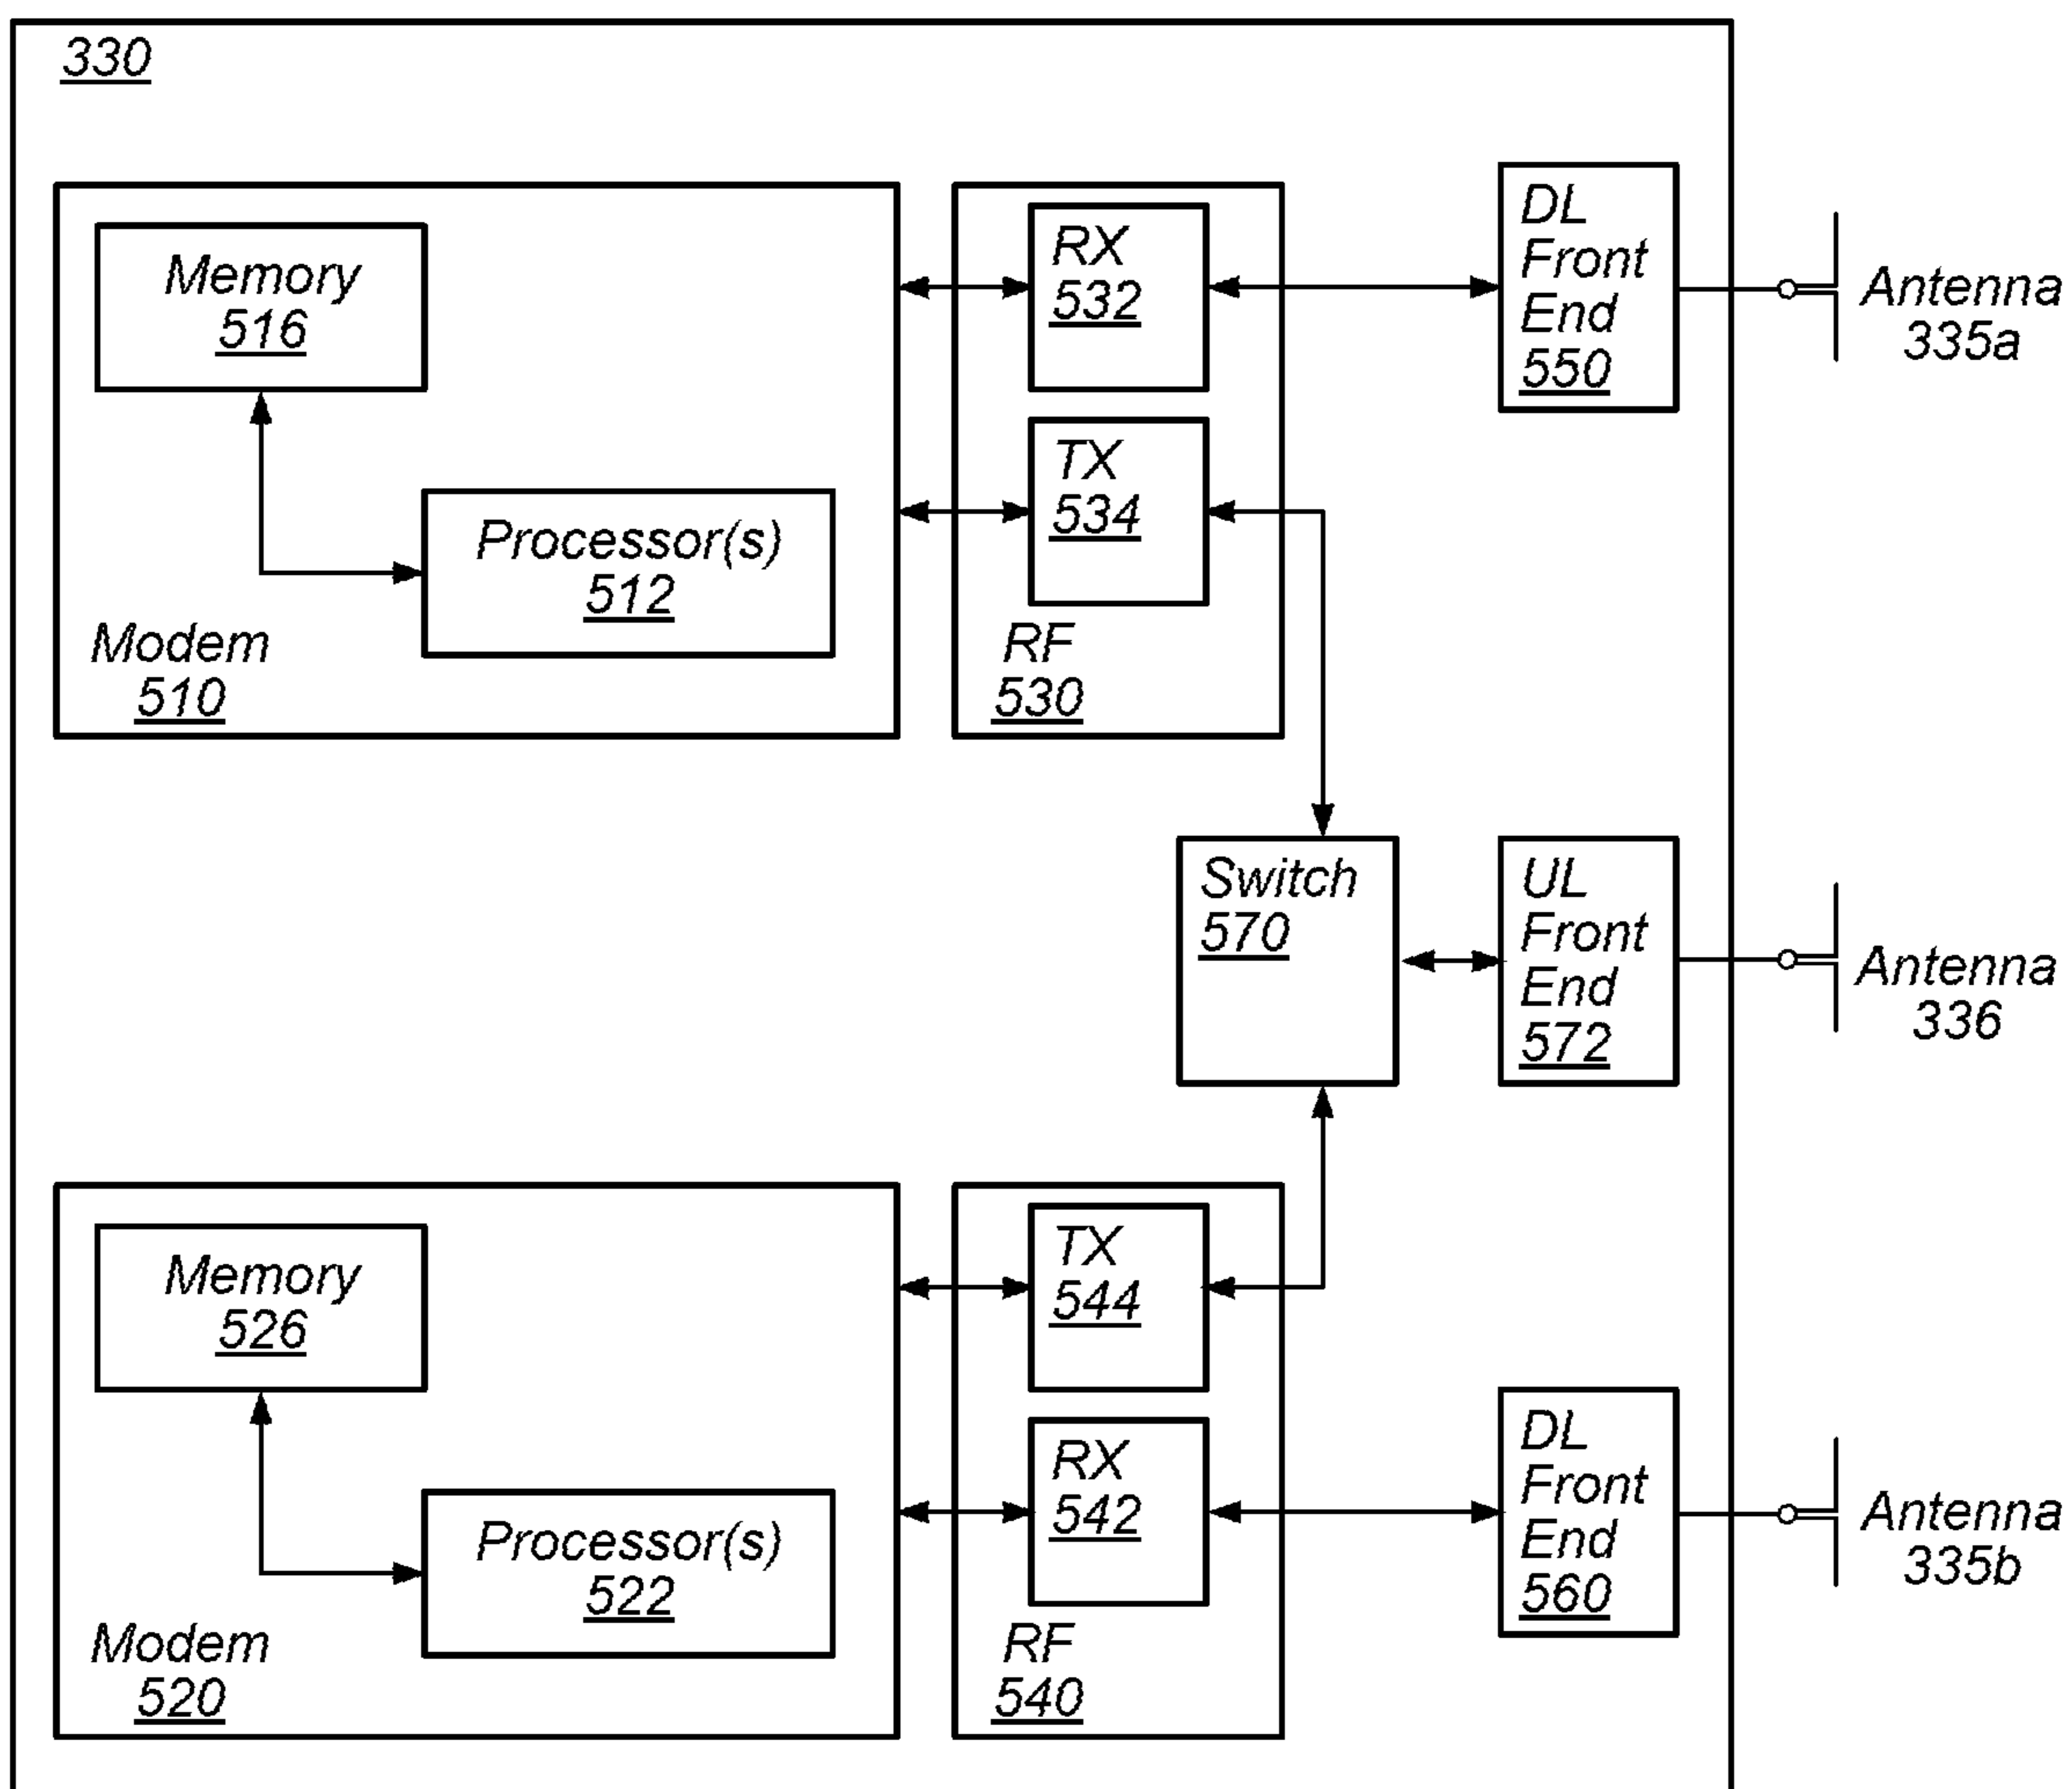 330
Memory
516
Processor(s)
512
Modem
510
RX
532
TX
534
RF
530
DL
Front
End
550
Antenna
335a
Switch
570
UL
Front
End
572
Antenna
336
Memory
526
Processor(s)
522
Modem
520
TX
544
RX
542
RF
540
DL
Front
End
560
Antenna
335b